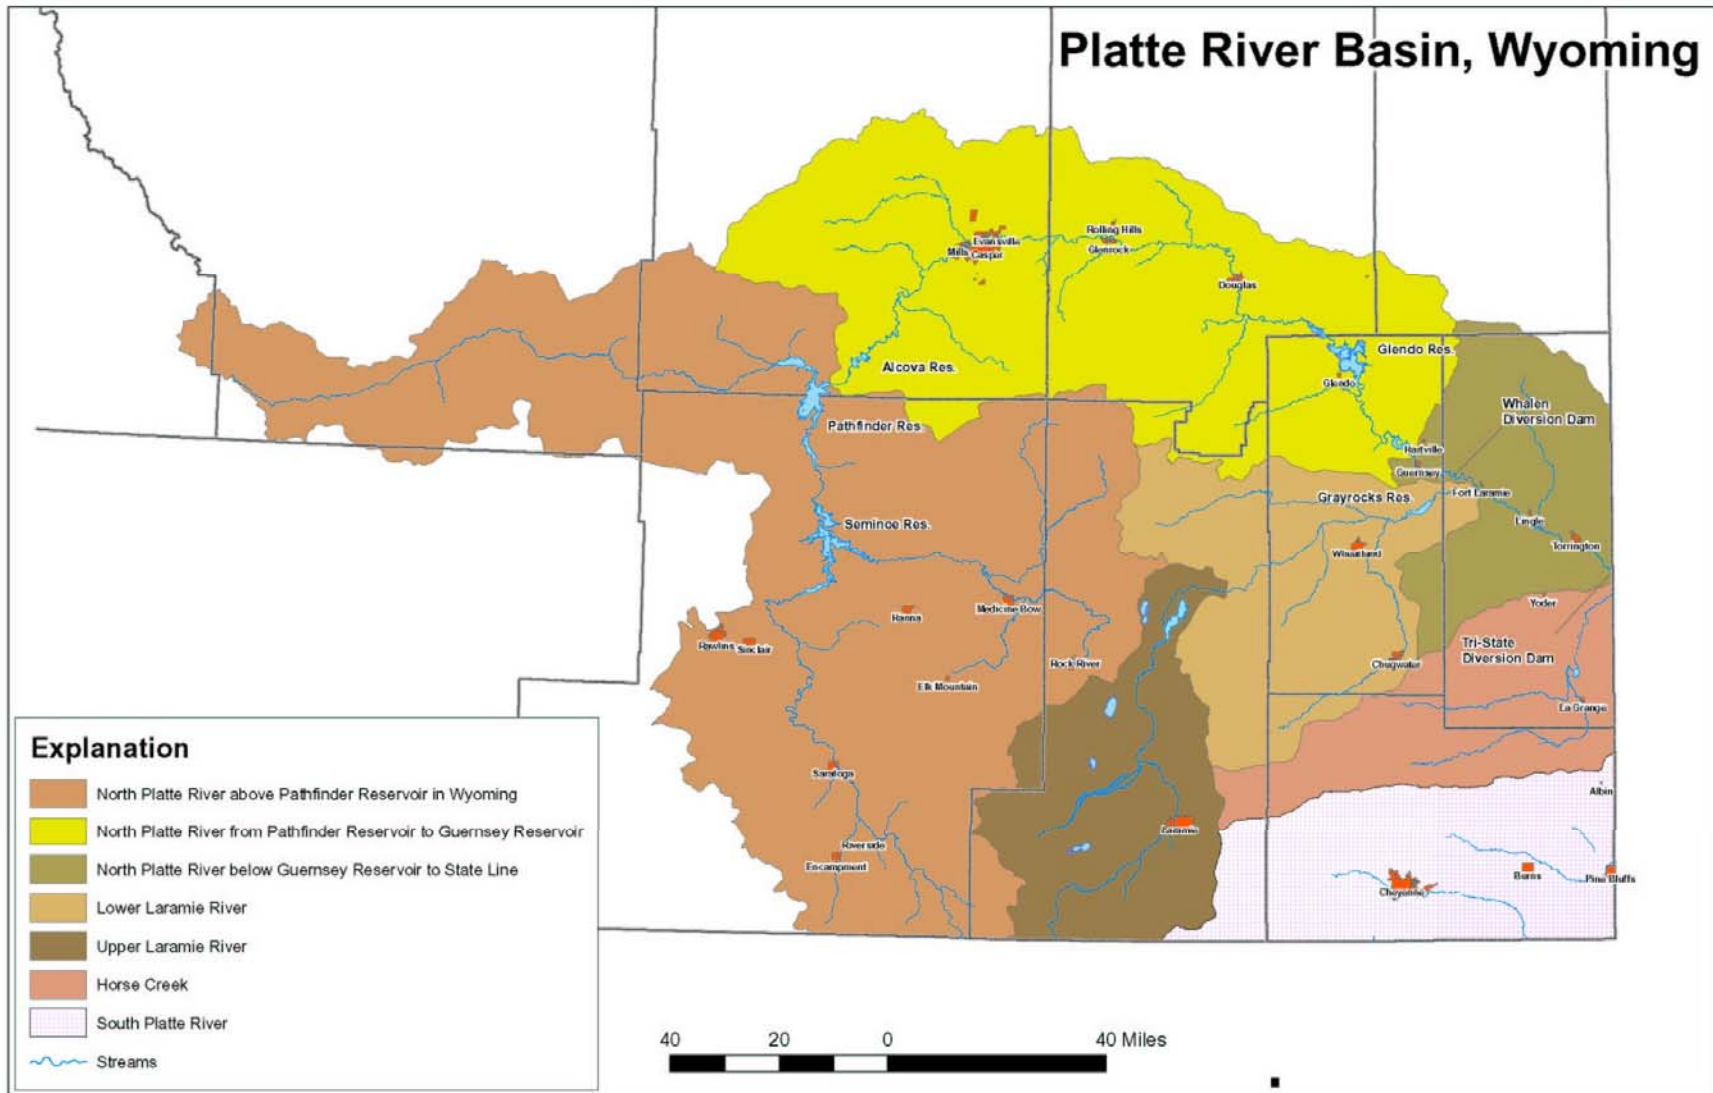 Platte River Basin, Wyoming
Rolling Hills
Evansville
Mills
Casper
Glenrock
Douglas
Glendo Res.
Alcova Res.
Glendo
Whalen
Diversion Dam
Pathfinder Res.
Hartville
Guernsey
Grayrocks Res.
Fort Laramie
Seminoe Res.
Lingle
Wheatland
Torrington
Hanna
Medicine Bow
Yoder
Rawlins
Sinclair
Rock River
Chugwater
Tri-State
Diversion Dam
Elk Mountain
La Grange
Saratoga
Albin
Laramie
Riverside
Encampment
Cheyenne
Burns
Pine Bluffs
Explanation
North Platte River above Pathfinder Reservoir in Wyoming
North Platte River from Pathfinder Reservoir to Guernsey Reservoir
North Platte River below Guernsey Reservoir to State Line
Lower Laramie River
Upper Laramie River
Horse Creek
South Platte River
Streams
40 20 0 40 Miles